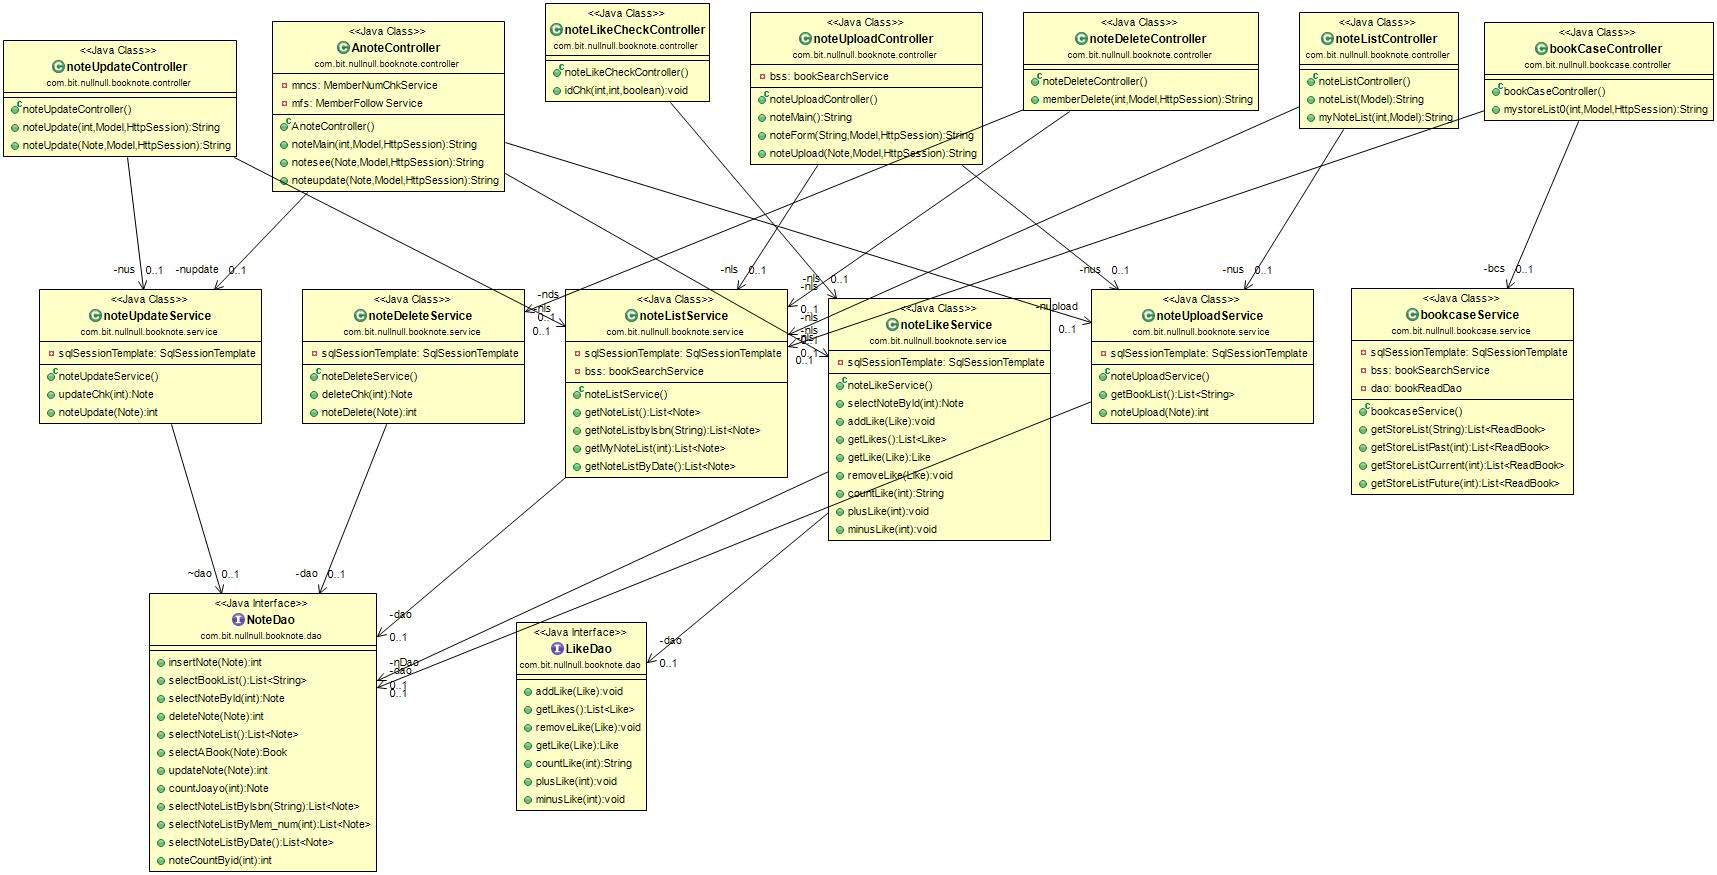 <<Java Class>>
noteUpdateController
com.bit.nullnull.booknote.controller
noteUpdateController()
noteUpdate(int,Model,HttpSession):String
noteUpdate(Note,Model,HttpSession):String
<<Java Class>>
AnoteController
com.bit.nullnull.booknote.controller
mncs: MemberNumChkService
mfs: MemberFollowService
AnoteController()
noteMain(int,Model,HttpSession):String
notesee(Note,Model,HttpSession):String
noteupdate(Note,Model,HttpSession):String
<<Java Class>>
noteLikeCheckController
com.bit.nullnull.booknote.controller
noteLikeCheckController()
idChk(int,int,boolean):void
<<Java Class>>
noteUploadController
com.bit.nullnull.booknote.controller
bss: bookSearchService
noteUploadController()
noteMain():String
noteForm(String,Model,HttpSession):String
noteUpload(Note,Model,HttpSession):String
<<Java Class>>
noteDeleteController
com.bit.nullnull.booknote.controller
noteDeleteController()
memberDelete(int,Model,HttpSession):String
<<Java Class>>
noteListController
com.bit.nullnull.booknote.controller
noteListController()
noteList(Model):String
myNoteList(int,Model):String
<<Java Class>>
bookCaseController
com.bit.nullnull.bookcase.controller
bookCaseController()
mystoreList0(int,Model,HttpSession):String
-nus 0..1
-nupdate 0..1
-nds
0..1
-nls
0..1
-nls 0..1
-nls 0..1
-nls
0..1
-nls
0..1
-nls
0..1
-nls
0..1
-nupload
0..1
-nus 0..1
-nus 0..1
-bcs 0..1
<<Java Class>>
noteUpdateService
com.bit.nullnull.booknote.service
sqlSessionTemplate: SqlSessionTemplate
noteUpdateService()
updateChk(int):Note
noteUpdate(Note):int
<<Java Class>>
noteDeleteService
com.bit.nullnull.booknote.service
sqlSessionTemplate: SqlSessionTemplate
noteDeleteService()
deleteChk(int):Note
noteDelete(Note):int
<<Java Class>>
noteListService
com.bit.nullnull.booknote.service
sqlSessionTemplate: SqlSessionTemplate
bss: bookSearchService
noteListService()
getNoteList():List<Note>
getNoteListbyIsbn(String):List<Note>
getMyNoteList(int):List<Note>
getNoteListByDate():List<Note>
<<Java Class>>
noteLikeService
com.bit.nullnull.booknote.service
sqlSessionTemplate: SqlSessionTemplate
noteLikeService()
selectNoteById(int):Note
addLike(Like):void
getLikes():List<Like>
getLike(Like):Like
removeLike(Like):void
countLike(int):String
plusLike(int):void
minusLike(int):void
<<Java Class>>
noteUploadService
com.bit.nullnull.booknote.service
sqlSessionTemplate: SqlSessionTemplate
noteUploadService()
getBookList():List<String>
noteUpload(Note):int
<<Java Class>>
bookcaseService
com.bit.nullnull.bookcase.service
sqlSessionTemplate: SqlSessionTemplate
bss: bookSearchService
dao: bookReadDao
bookcaseService()
getStoreList(String):List<ReadBook>
getStoreListPast(int):List<ReadBook>
getStoreListCurrent(int):List<ReadBook>
getStoreListFuture(int):List<ReadBook>
~dao 0..1
-dao 0..1
-dao
0..1
-nDao
-dao
0..1
0..1
-dao
0..1
<<Java Interface>>
NoteDao
com.bit.nullnull.booknote.dao
insertNote(Note):int
selectBookList():List<String>
selectNoteById(int):Note
deleteNote(Note):int
selectNoteList():List<Note>
selectABook(Note):Book
updateNote(Note):int
countJoayo(int):Note
selectNoteListByIsbn(String):List<Note>
selectNoteListByMem_num(int):List<Note>
selectNoteListByDate():List<Note>
noteCountByid(int):int
<<Java Interface>>
LikeDao
com.bit.nullnull.booknote.dao
addLike(Like):void
getLikes():List<Like>
removeLike(Like):void
getLike(Like):Like
countLike(int):String
plusLike(int):void
minusLike(int):void